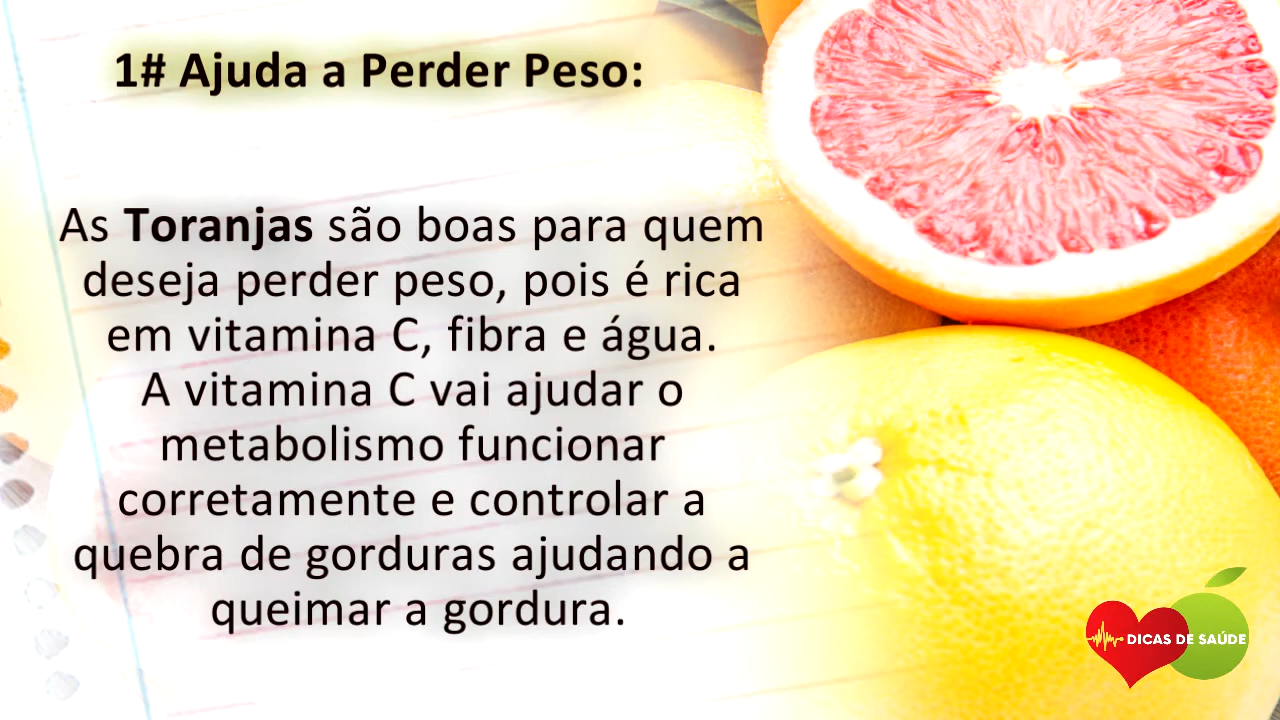 1# Ajuda a Perder Peso:
As Toranjas são boas para quem
deseja perder peso, pois é rica
em vitamina C, fibra e água.
A vitamina C vai ajudar o
metabolismo funcionar
corretamente e controlar a
quebra de gorduras ajudando a
queimar a gordura.
DICAS DE SAÚDE